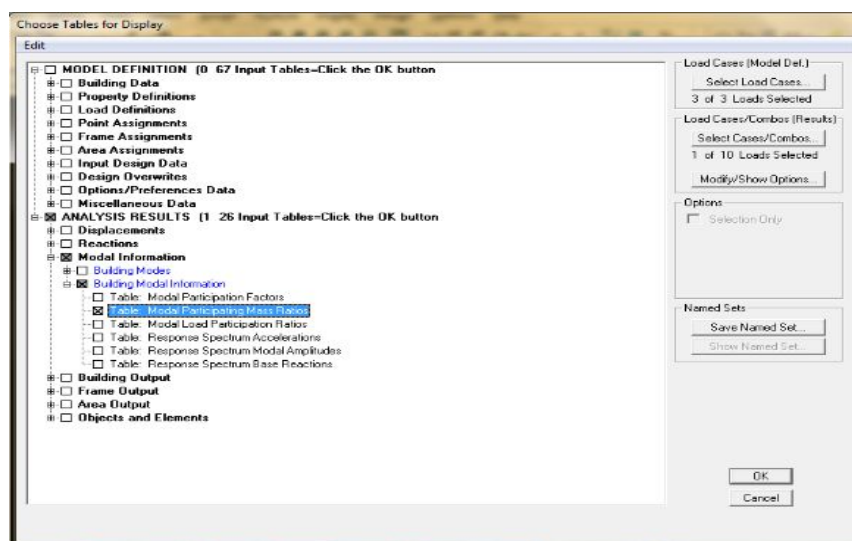 Choose Tables for Display
Edit
MODEL DEFINITION (0 67 Input Tables=Click the OK button
Building Data
Property Definitions
Load Definitions
Point Assignments
Frame Assignments
Area Assignments
Input Design Data
Design Overwrites
Options/Preferences Data
Miscellaneous Data
ANALYSIS RESULTS (1 26 Input Tables=Click the OK button
Displacements
Reactions
Modal Information
Building Modes
Building Modal Information
Table: Modal Participation Factors
Table: Modal Participating Mass Ratios
Table: Modal Load Participation Ratios
Table: Response Spectrum Accelerations
Table: Response Spectrum Modal Amplitudes
Table: Response Spectrum Base Reactions
Building Output
Frame Output
Area Output
Objects and Elements
Load Cases (Model Def.)
Select Load Cases...
3 of 3 Loads Selected
Load Cases/Combos (Results)
Select Cases/Combos...
1 of 10 Loads Selected
Modify/Show Options...
Options
Selection Only
Named Sets
Save Named Set...
Show Named Set...
OK
Cancel